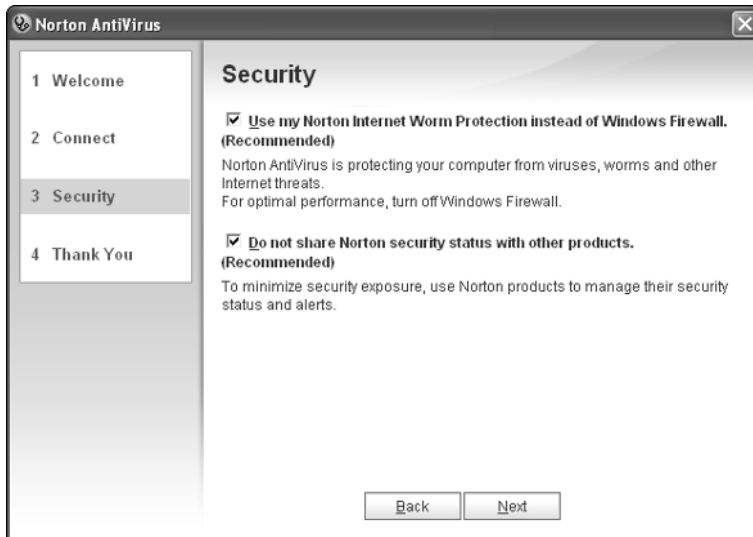 Norton AntiVirus
1 Welcome
2 Connect
3 Security
4 Thank You
Security
Use my Norton Internet Worm Protection instead of Windows Firewall.
(Recommended)
Norton AntiVirus is protecting your computer from viruses, worms and other
Internet threats.
For optimal performance, turn off Windows Firewall.
Do not share Norton security status with other products.
(Recommended)
To minimize security exposure, use Norton products to manage their security
status and alerts.
Back Next